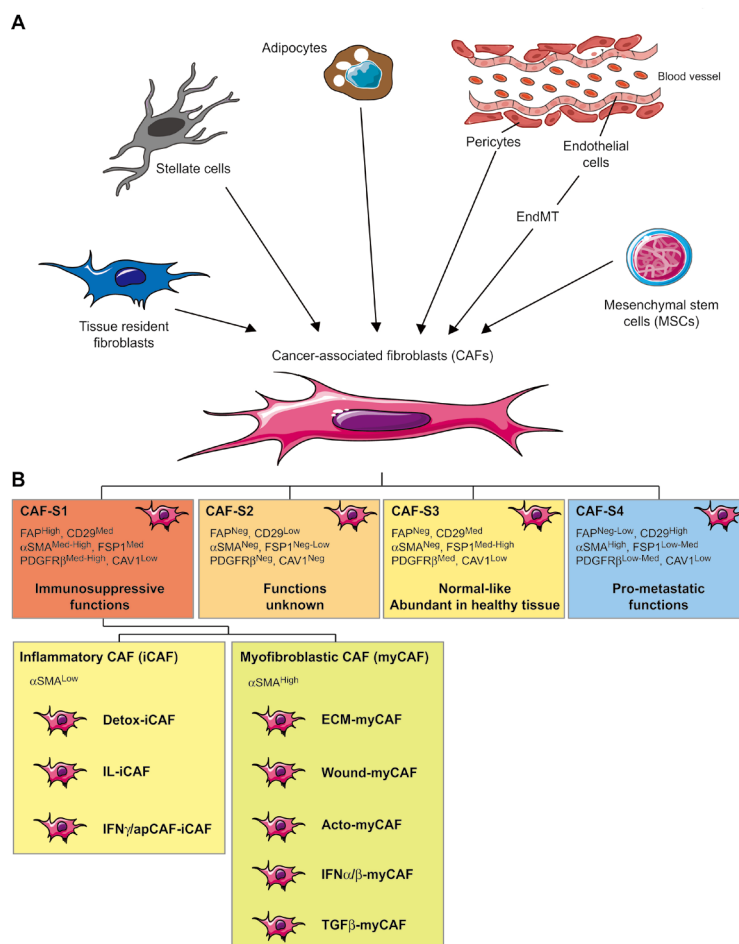 A
Adipocytes
Blood vessel
Stellate cells
Pericytes
Endothelial
cells
EndMT
Tissue resident
fibroblasts
Mesenchymal stem
cells (MSCs)
Cancer-associated fibroblasts (CAFs)
B
CAF-S1
FAPHigh, CD29Med
αSMAMed-High, FSP1Med
PDGFRβMed-High, CAV1Low
Immunosuppressive
functions
CAF-S2
FAPNeg, CD29Low
αSMANeg, FSP1Neg-Low
PDGFRβNeg, CAV1Neg
Functions
unknown
CAF-S3
FAPNeg, CD29Med
αSMANeg, FSP1Med-High
PDGFRβMed, CAV1Low
Normal-like
Abundant in healthy tissue
CAF-S4
FAPNeg-Low, CD29High
αSMAHigh, FSP1Low-Med
PDGFRβLow-Med, CAV1Low
Pro-metastatic
functions
Inflammatory CAF (iCAF)
αSMALow
Detox-iCAF
IL-iCAF
IFNγ/apCAF-iCAF
Myofibroblastic CAF (myCAF)
αSMAHigh
ECM-myCAF
Wound-myCAF
Acto-myCAF
IFNα/β-myCAF
TGFβ-myCAF